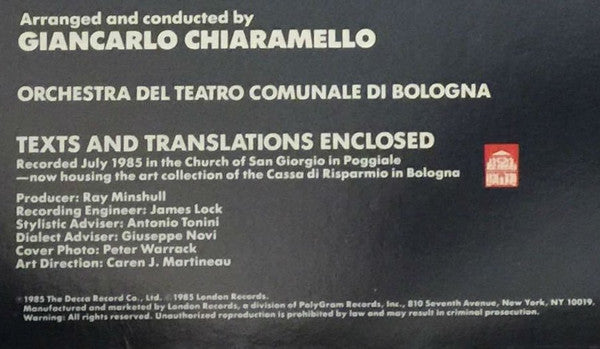 Arranged and conducted by
GIANCARLO CHIARAMELLO
ORCHESTRA DEL TEATRO COMUNALE DI BOLOGNA
TEXTS AND TRANSLATIONS ENCLOSED
Recorded July 1985 in the Church of San Giorgio in Poggiale
—now housing the art collection of the Cassa di Risparmio in Bologna
Producer: Ray Minshull
Recording Engineer: James Lock
Stylistic Adviser: Antonio Tonini
Dialect Adviser: Giuseppe Novi
Cover Photo: Peter Warrack
Art Direction: Caren J. Martineau
℗ 1985 The Decca Record Co., Ltd. © 1985 London Records.
Manufactured and marketed by London Records, a division of PolyGram Records, Inc., 810 Seventh Avenue, New York, NY 10019.
Warning: All rights reserved. Unauthorized reproduction is prohibited by law and may result in criminal prosecution.